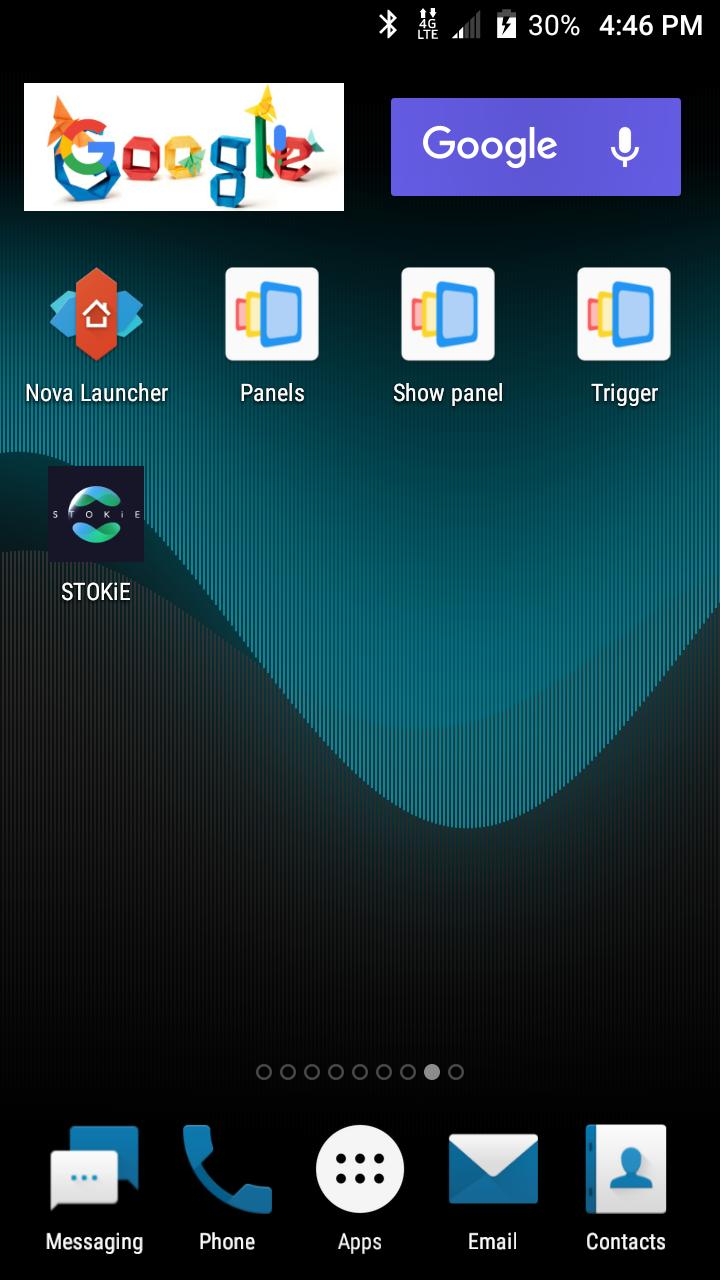 4G
LTE
30%
4:46 PM
Google
Google
Nova Launcher
Panels
Show panel
Trigger
STOKiE
STOKiE
Messaging
Phone
Apps
Email
Contacts